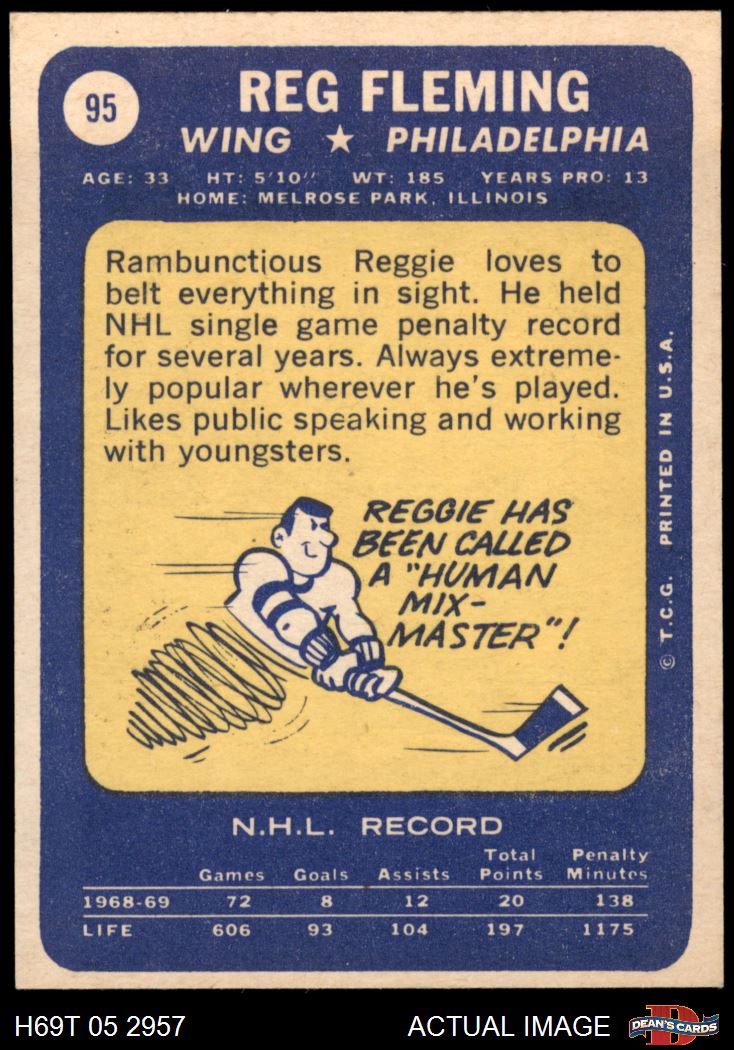 95
REG FLEMING
WING ★ PHILADELPHIA
AGE: 33 HT: 5'10" WT: 185 YEARS PRO: 13
HOME: MELROSE PARK, ILLINOIS
Rambunctious Reggie loves to
belt everything in sight. He held
NHL single game penalty record
for several years. Always extreme-
ly popular wherever he's played.
Likes public speaking and working
with youngsters.
REGGIE HAS
BEEN CALLED
A "HUMAN
MIX-
MASTER"!
© T.C.G. PRINTED IN U.S.A.
N.H.L. RECORD
Games Goals Assists Total Points Penalty Minutes
1968-69 72 8 12 20 138
LIFE 606 93 104 197 1175
H69T 05 2957
ACTUAL IMAGE
D
DEAN'S CARDS